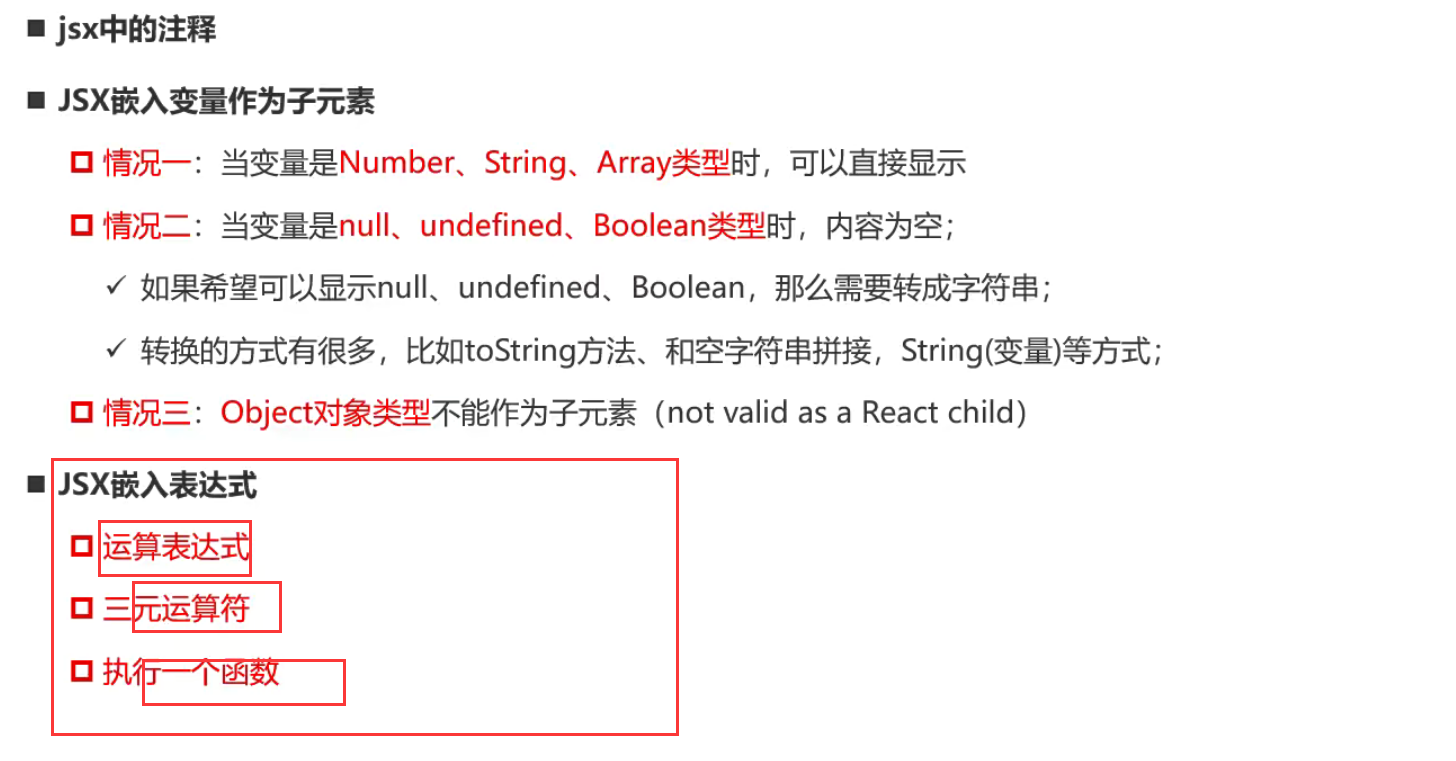 jsx中的注释
JSX嵌入变量作为子元素
情况一：当变量是Number、String、Array类型时，可以直接显示
情况二：当变量是null、undefined、Boolean类型时，内容为空；
如果希望可以显示null、undefined、Boolean，那么需要转成字符串；
转换的方式有很多，比如toString方法、和空字符串拼接，String(变量)等方式；
情况三：Object对象类型不能作为子元素（not valid as a React child）
JSX嵌入表达式
运算表达式
三元运算符
执行一个函数